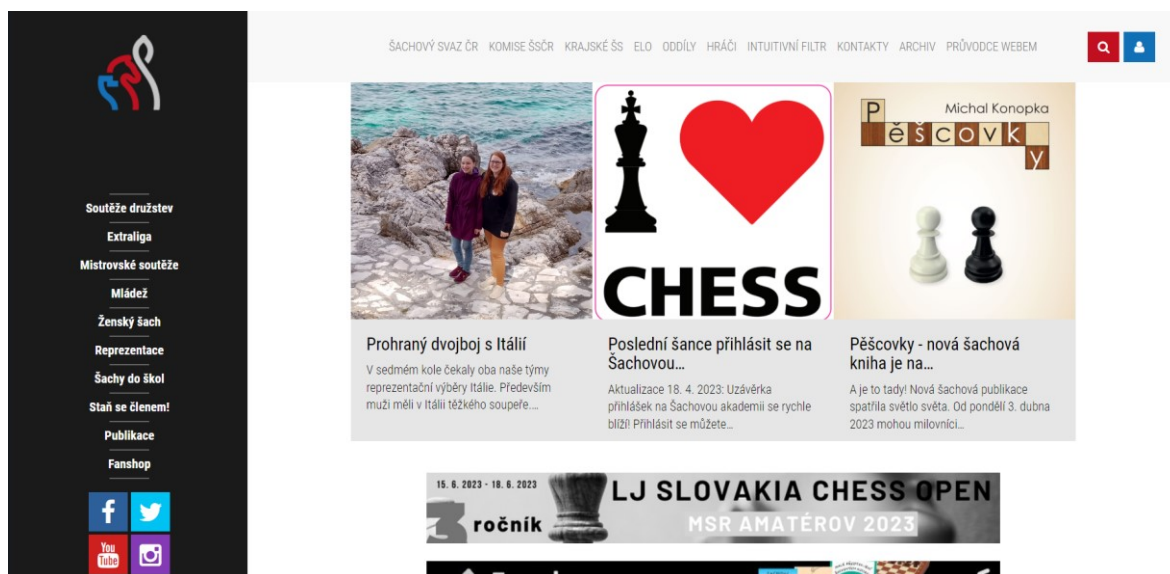 ŠACHOVÝ SVAZ ČR KOMISE ŠSČR KRAJSKÉ ŠS ELO ODDÍLY HRÁČI INTUITIVNÍ FILTR KONTAKTY ARCHIV PRŮVODCE WEBEM
Soutěže družstev
Extraliga
Mistrovské soutěže
Mládež
Ženský šach
Reprezentace
Šachy do škol
Staň se členem!
Publikace
Fanshop
You
Tube
Prohraný dvojboj s Itálií
V sedmém kole čekaly oba naše týmy
reprezentační výběry Itálie. Především
muži měli v Itálii těžkého soupeře....
I
CHESS
Poslední šance přihlásit se na
Šachovou...
Aktualizace 18. 4. 2023: Uzávěrka
přihlášek na Šachovou akademii se rychle
blíží! Přihlásit se můžete...
Michal Konopka
Pěšcovky
Pěšcovky - nová šachová
kniha je na...
A je to tady! Nová šachová publikace
spatřila světlo světa. Od pondělí 3. dubna
2023 mohou milovníci...
15. 6. 2023 - 18. 6. 2023
3 ročník
LJ SLOVAKIA CHESS OPEN
MSR AMATÉROV 2023